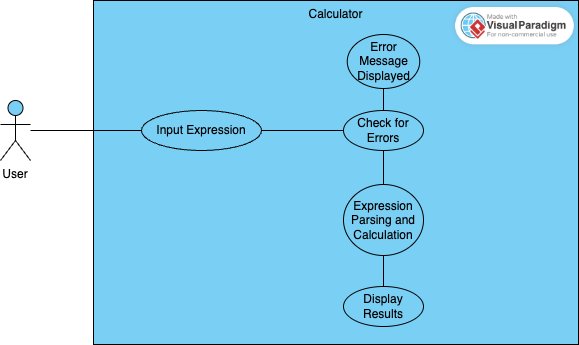 Calculator
Made with
Visual Paradigm
For non-commercial use
Error
Message
Displayed
Input Expression
Check for
Errors
User
Expression
Parsing and
Calculation
Display
Results